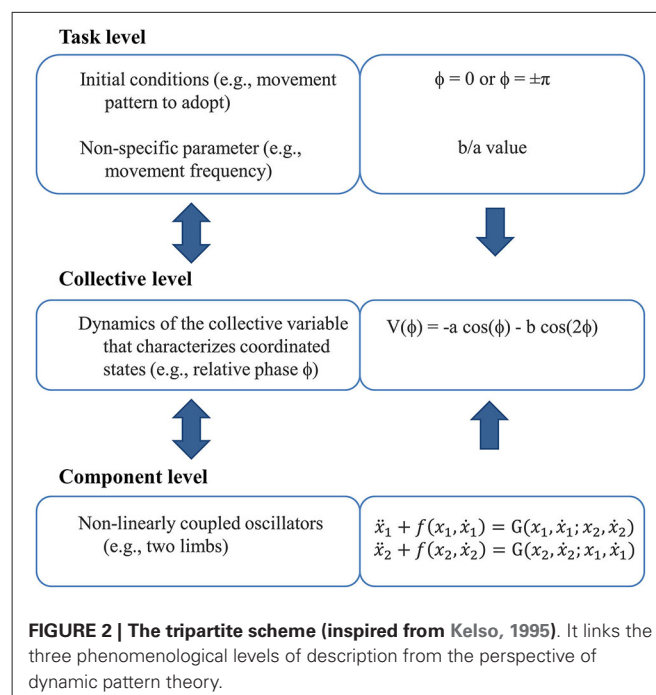 Task level
Initial conditions (e.g., movement
pattern to adopt)
ϕ = 0 or ϕ = ±π
Non-specific parameter (e.g.,
movement frequency)
b/a value
Collective level
Dynamics of the collective variable
that characterizes coordinated
states (e.g., relative phase ϕ)
V(ϕ) = -a cos(ϕ) - b cos(2ϕ)
Component level
Non-linearly coupled oscillators
(e.g., two limbs)
ẍ₁ + f(x₁, ẋ₁) = G(x₁, ẋ₁; x₂, ẋ₂)
ẍ₂ + f(x₂, ẋ₂) = G(x₂, ẋ₂; x₁, ẋ₁)
FIGURE 2 | The tripartite scheme (inspired from Kelso, 1995). It links the
three phenomenological levels of description from the perspective of
dynamic pattern theory.